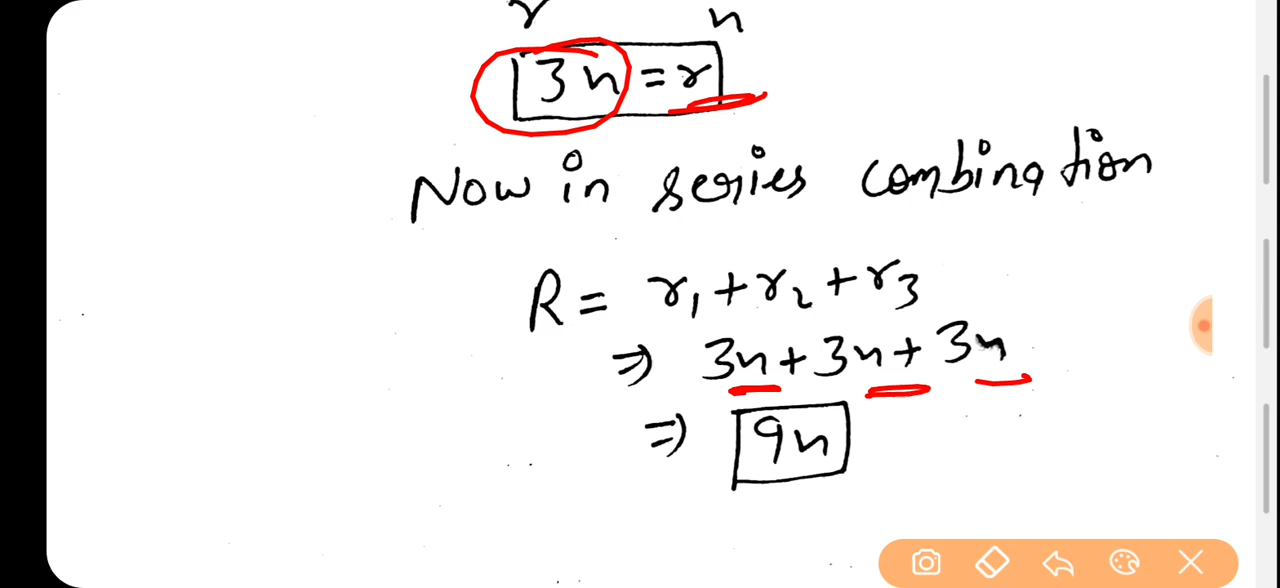 r n
3n = r
Now in series combination
R = r₁ + r₂ + r₃
⇒ 3n + 3n + 3n
⇒ 9n